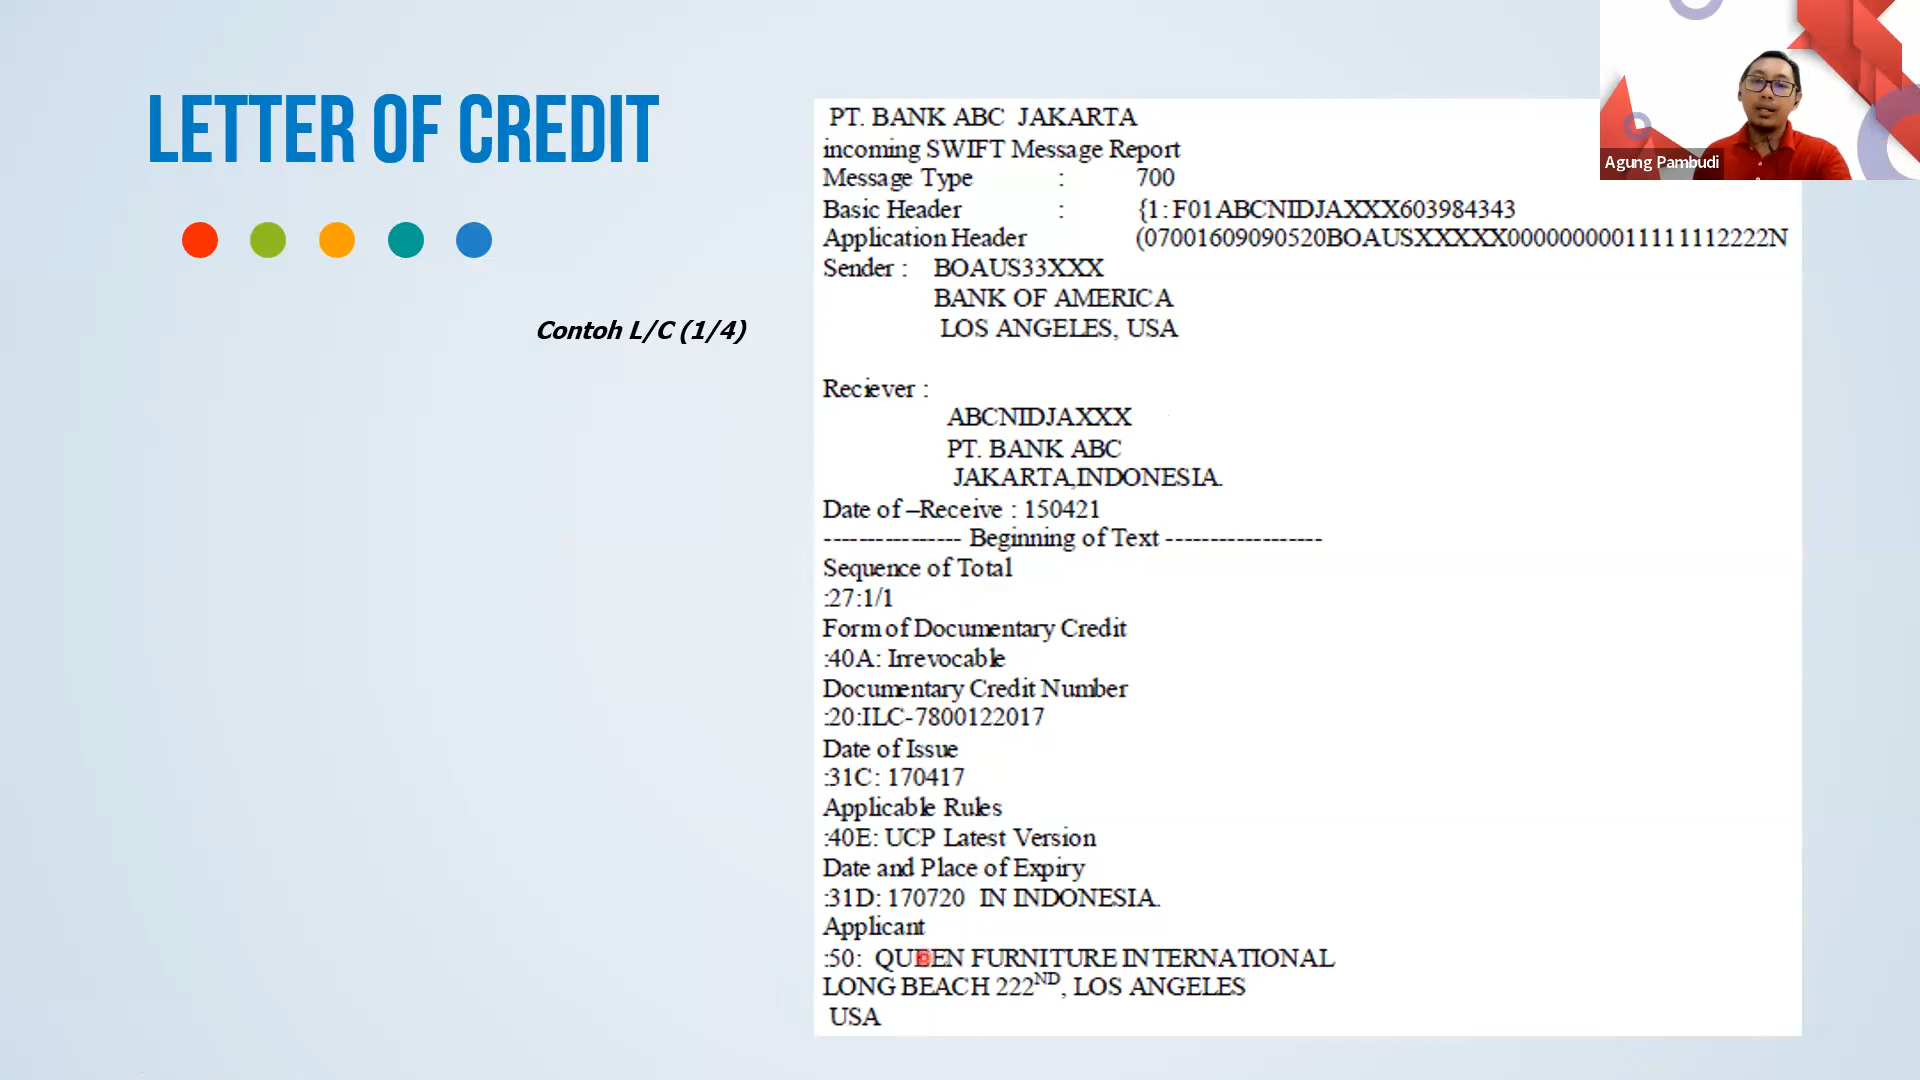 LETTER OF CREDIT
Contoh L/C (1/4)
PT. BANK ABC JAKARTA
incoming SWIFT Message Report
Message Type : 700
Basic Header : {1: F01ABCNIDJAXXX603984343
Application Header (07001609090520BOAUSXXXXX00000000011111112222N
Sender : BOAUS33XXX
BANK OF AMERICA
LOS ANGELES, USA
Reciever :
ABCNIDJAXXX
PT. BANK ABC
JAKARTA,INDONESIA.
Date of –Receive : 150421
---------------- Beginning of Text ------------------
Sequence of Total
:27:1/1
Form of Documentary Credit
:40A: Irrevocable
Documentary Credit Number
:20:ILC-7800122017
Date of Issue
:31C: 170417
Applicable Rules
:40E: UCP Latest Version
Date and Place of Expiry
:31D: 170720 IN INDONESIA.
Applicant
:50: QUEEN FURNITURE INTERNATIONAL
LONG BEACH 222ND, LOS ANGELES
USA
Agung Pambudi